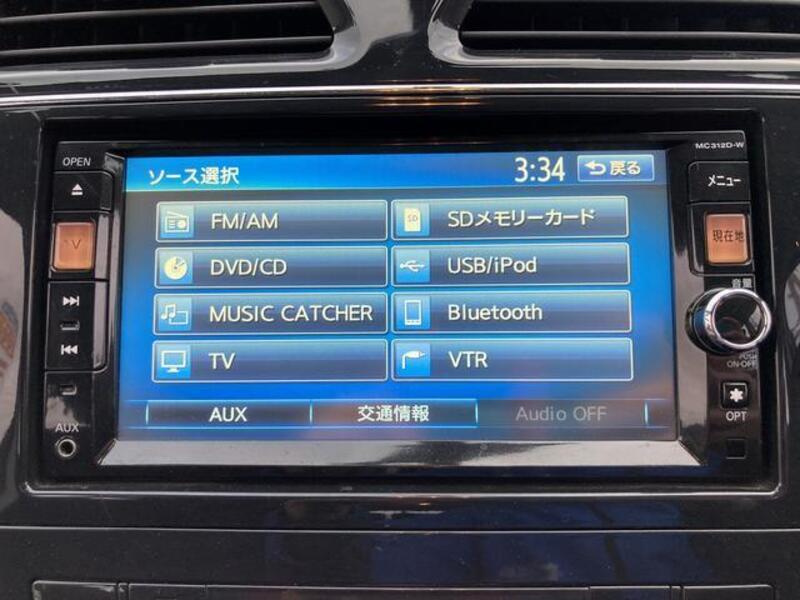 MC312D-W
OPEN
ソース選択 3:34 戻る
メニュー
FM/AM SDメモリーカード
SD
TV
現在地
DVD/CD USB/iPod
音量
MUSIC CATCHER Bluetooth
TV VTR
PUSH
ON-OFF
AUX 交通情報 Audio OFF
OPT
AUX